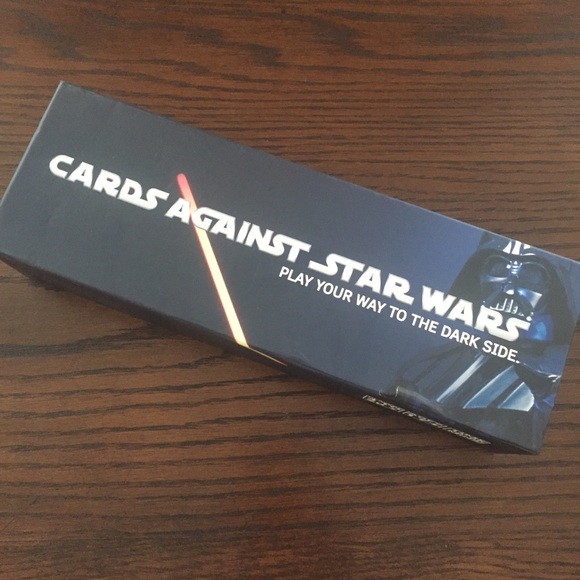 CARDS AGAINST STAR WARS
PLAY YOUR WAY TO THE DARK SIDE.